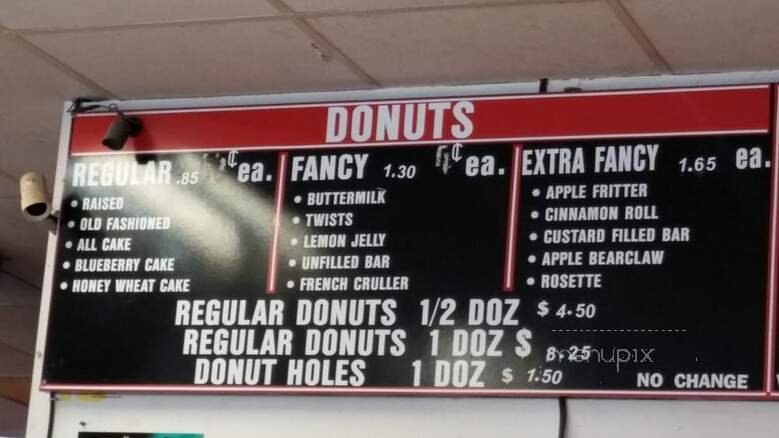 DONUTS
REGULAR .85 ¢ ea.
• RAISED
• OLD FASHIONED
• ALL CAKE
• BLUEBERRY CAKE
• HONEY WHEAT CAKE
FANCY 1.30 ¢ ea.
• BUTTERMILK
• TWISTS
• LEMON JELLY
• UNFILLED BAR
• FRENCH CRULLER
EXTRA FANCY 1.65 ea.
• APPLE FRITTER
• CINNAMON ROLL
• CUSTARD FILLED BAR
• APPLE BEARCLAW
• ROSETTE
REGULAR DONUTS 1/2 DOZ $ 4.50
REGULAR DONUTS 1 DOZ $ 8.25
DONUT HOLES 1 DOZ $ 1.50
NO CHANGE
menupix